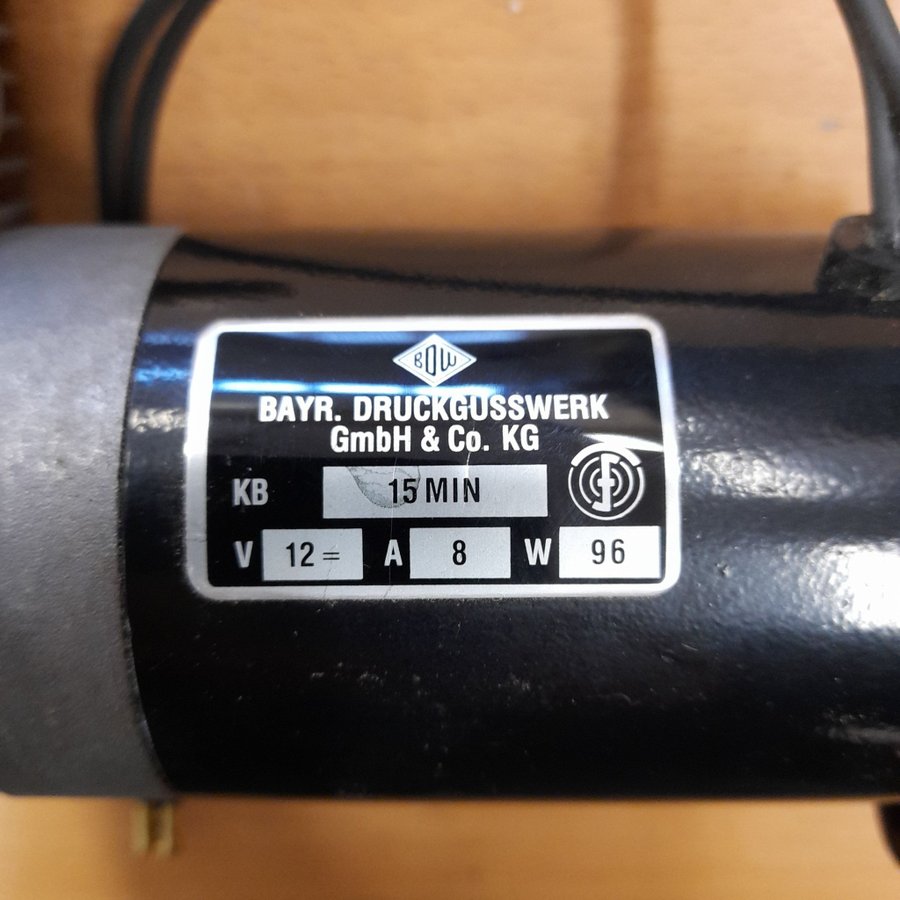 BDW
BAYR. DRUCKGUSSWERK
GmbH & Co. KG
KB 15 MIN
V 12= A 8 W 96